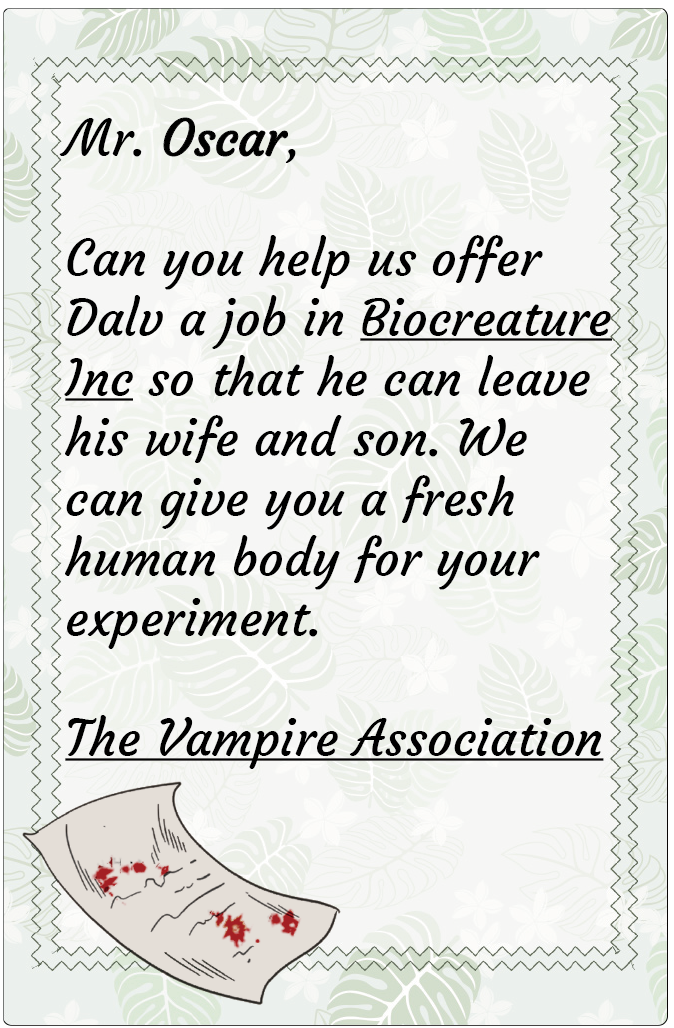 Mr. Oscar,
Can you help us offer
Dalv a job in Biocreature
Inc so that he can leave
his wife and son. We
can give you a fresh
human body for your
experiment.
The Vampire Association